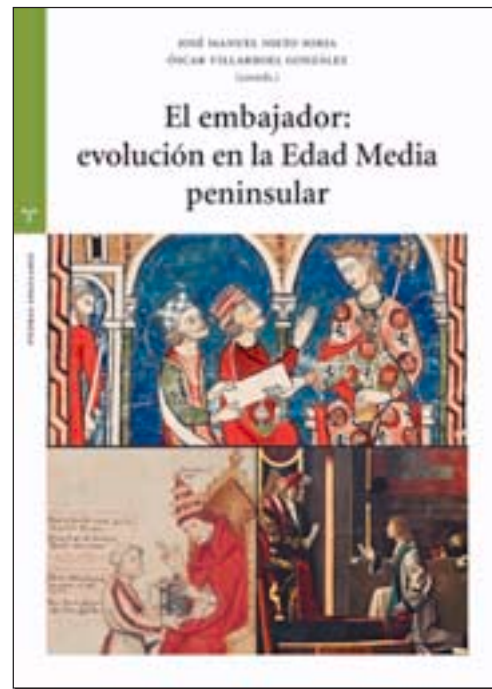 JOSÉ MANUEL NIETO SORIA
ÓSCAR VILLARROEL GONZÁLEZ
(coords.)
El embajador:
evolución en la Edad Media
peninsular